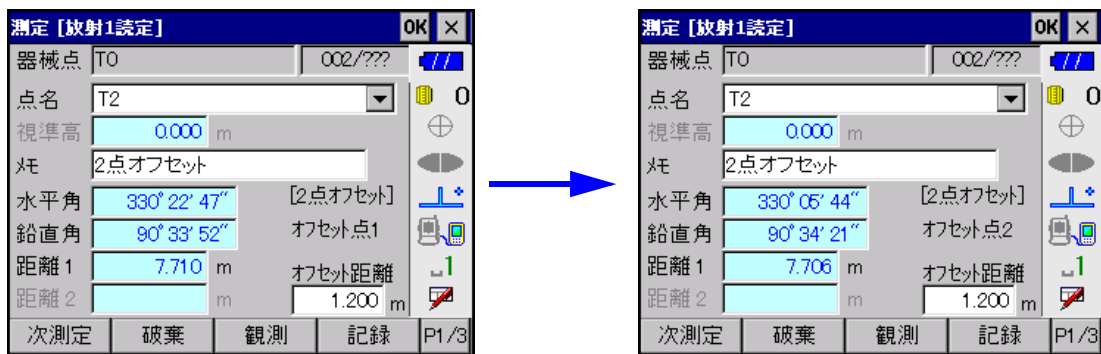 測定 [放射1読定] OK ×
器械点 T0 002/???
点名 T2 0
視準高 0.000 m
メモ 2点オフセット
水平角 330°22'47" [2点オフセット]
鉛直角 90°33'52" オフセット点1
距離1 7.710 m オフセット距離 1
距離2 m 1.200 m
次測定 破棄 観測 記録 P1/3
測定 [放射1読定] OK ×
器械点 T0 002/???
点名 T2 0
視準高 0.000 m
メモ 2点オフセット
水平角 330°05'44" [2点オフセット]
鉛直角 90°34'21" オフセット点2
距離1 7.706 m オフセット距離 1
距離2 m 1.200 m
次測定 破棄 観測 記録 P1/3